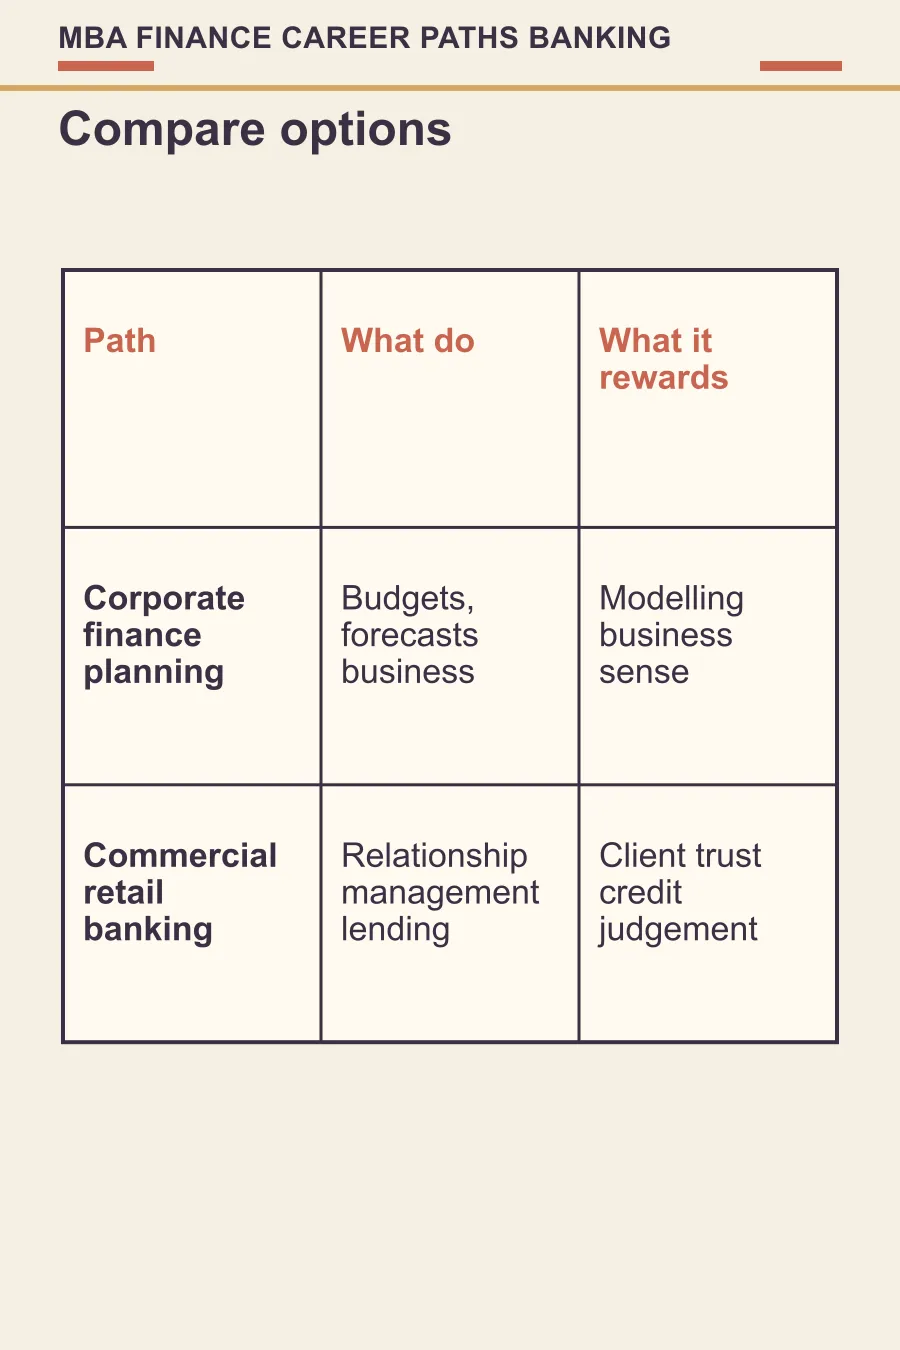 MBA FINANCE CAREER PATHS BANKING
Compare options
Path
What do
What it
rewards
Corporate
finance
planning
Budgets,
forecasts
business
Modelling
business
sense
Commercial
retail
banking
Relationship
management
lending
Client trust
credit
judgement